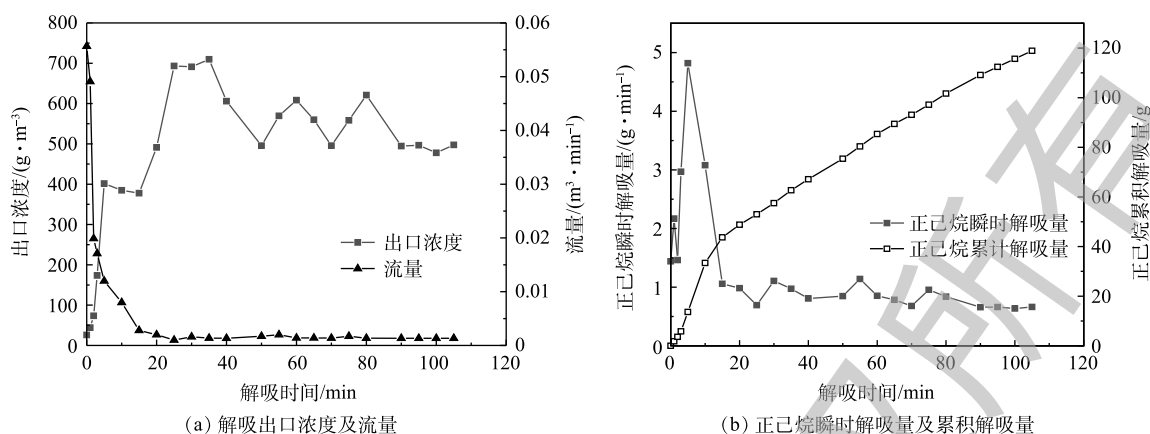 800
700
600
500
400
300
200
100
0
出口浓度/(g·m⁻³)
0.06
0.05
0.04
0.03
0.02
0.01
0
流量/(m³·min⁻¹)
出口浓度
流量
0 20 40 60 80 100 120
解吸时间/min
(a) 解吸出口浓度及流量
5
4
3
2
1
0
正己烷瞬时解吸量/(g·min⁻¹)
120
100
80
60
40
20
0
正己烷累积解吸量/g
正己烷瞬时解吸量
正己烷累计解吸量
0 20 40 60 80 100 120
解吸时间/min
(b) 正己烷瞬时解吸量及累积解吸量
所有